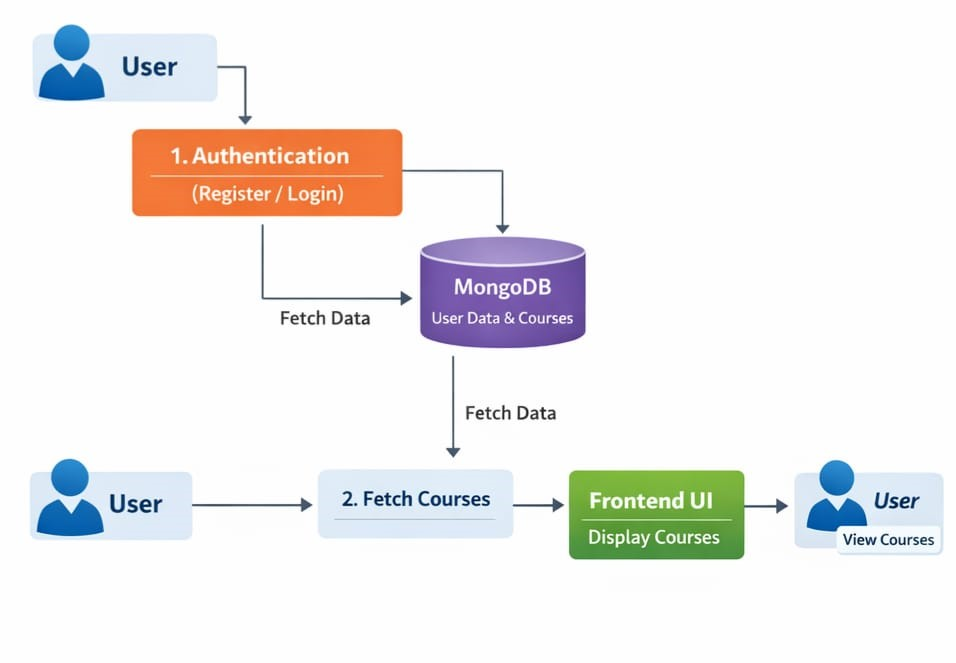 User
1. Authentication
(Register / Login)
MongoDB
User Data & Courses
Fetch Data
Fetch Data
User
2. Fetch Courses
Frontend UI
Display Courses
User
View Courses